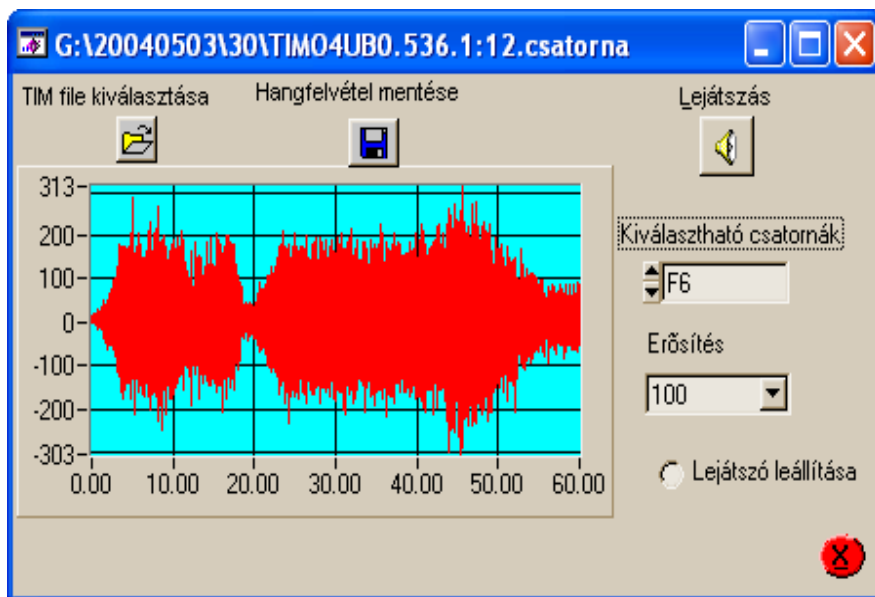 G:\20040503\30\TIMO4UB0.536.1:12.csatorna
TIM file kiválasztása
Hangfelvétel mentése
Lejátszás
313
200
100
0
-100
-200
-303
0.00 10.00 20.00 30.00 40.00 50.00 60.00
Kiválasztható csatornák
F6
Erõsítés
100
Lejátszó leállítása
X